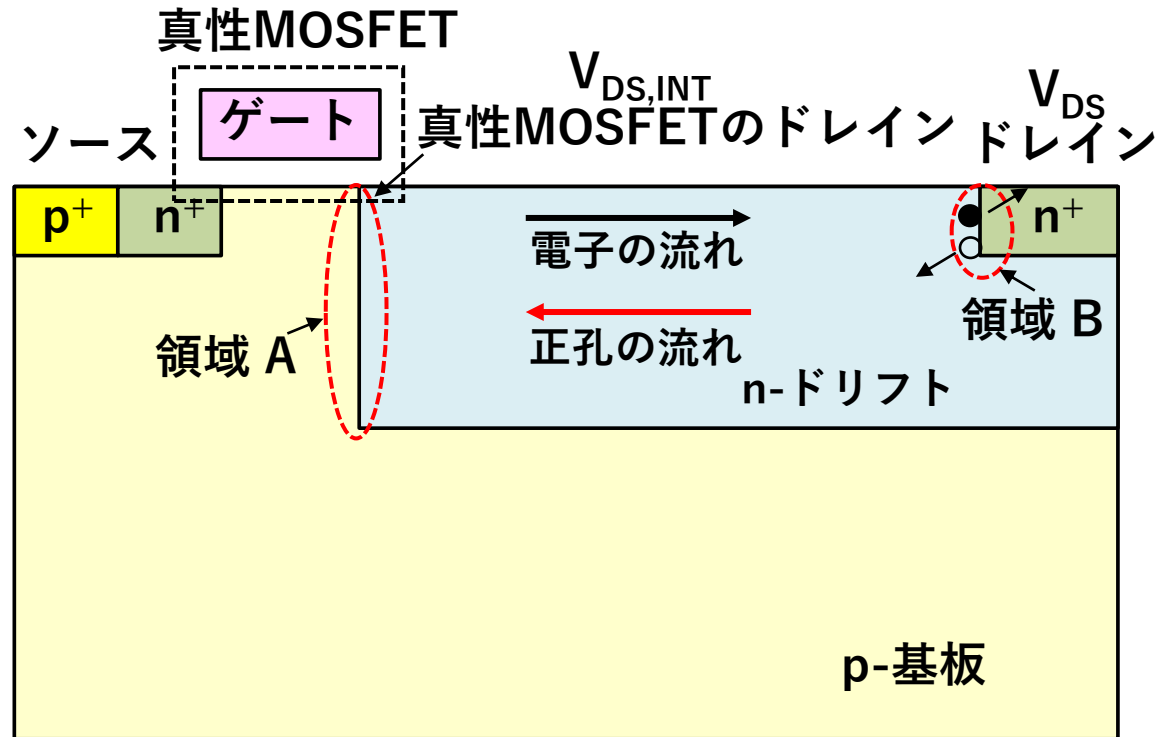 真性MOSFET
V_DS,INT
V_DS
ゲート
真性MOSFETのドレイン
ソース
ドレイン
p⁺
n⁺
n⁺
電子の流れ
領域 A
正孔の流れ
領域 B
n-ドリフト
p-基板